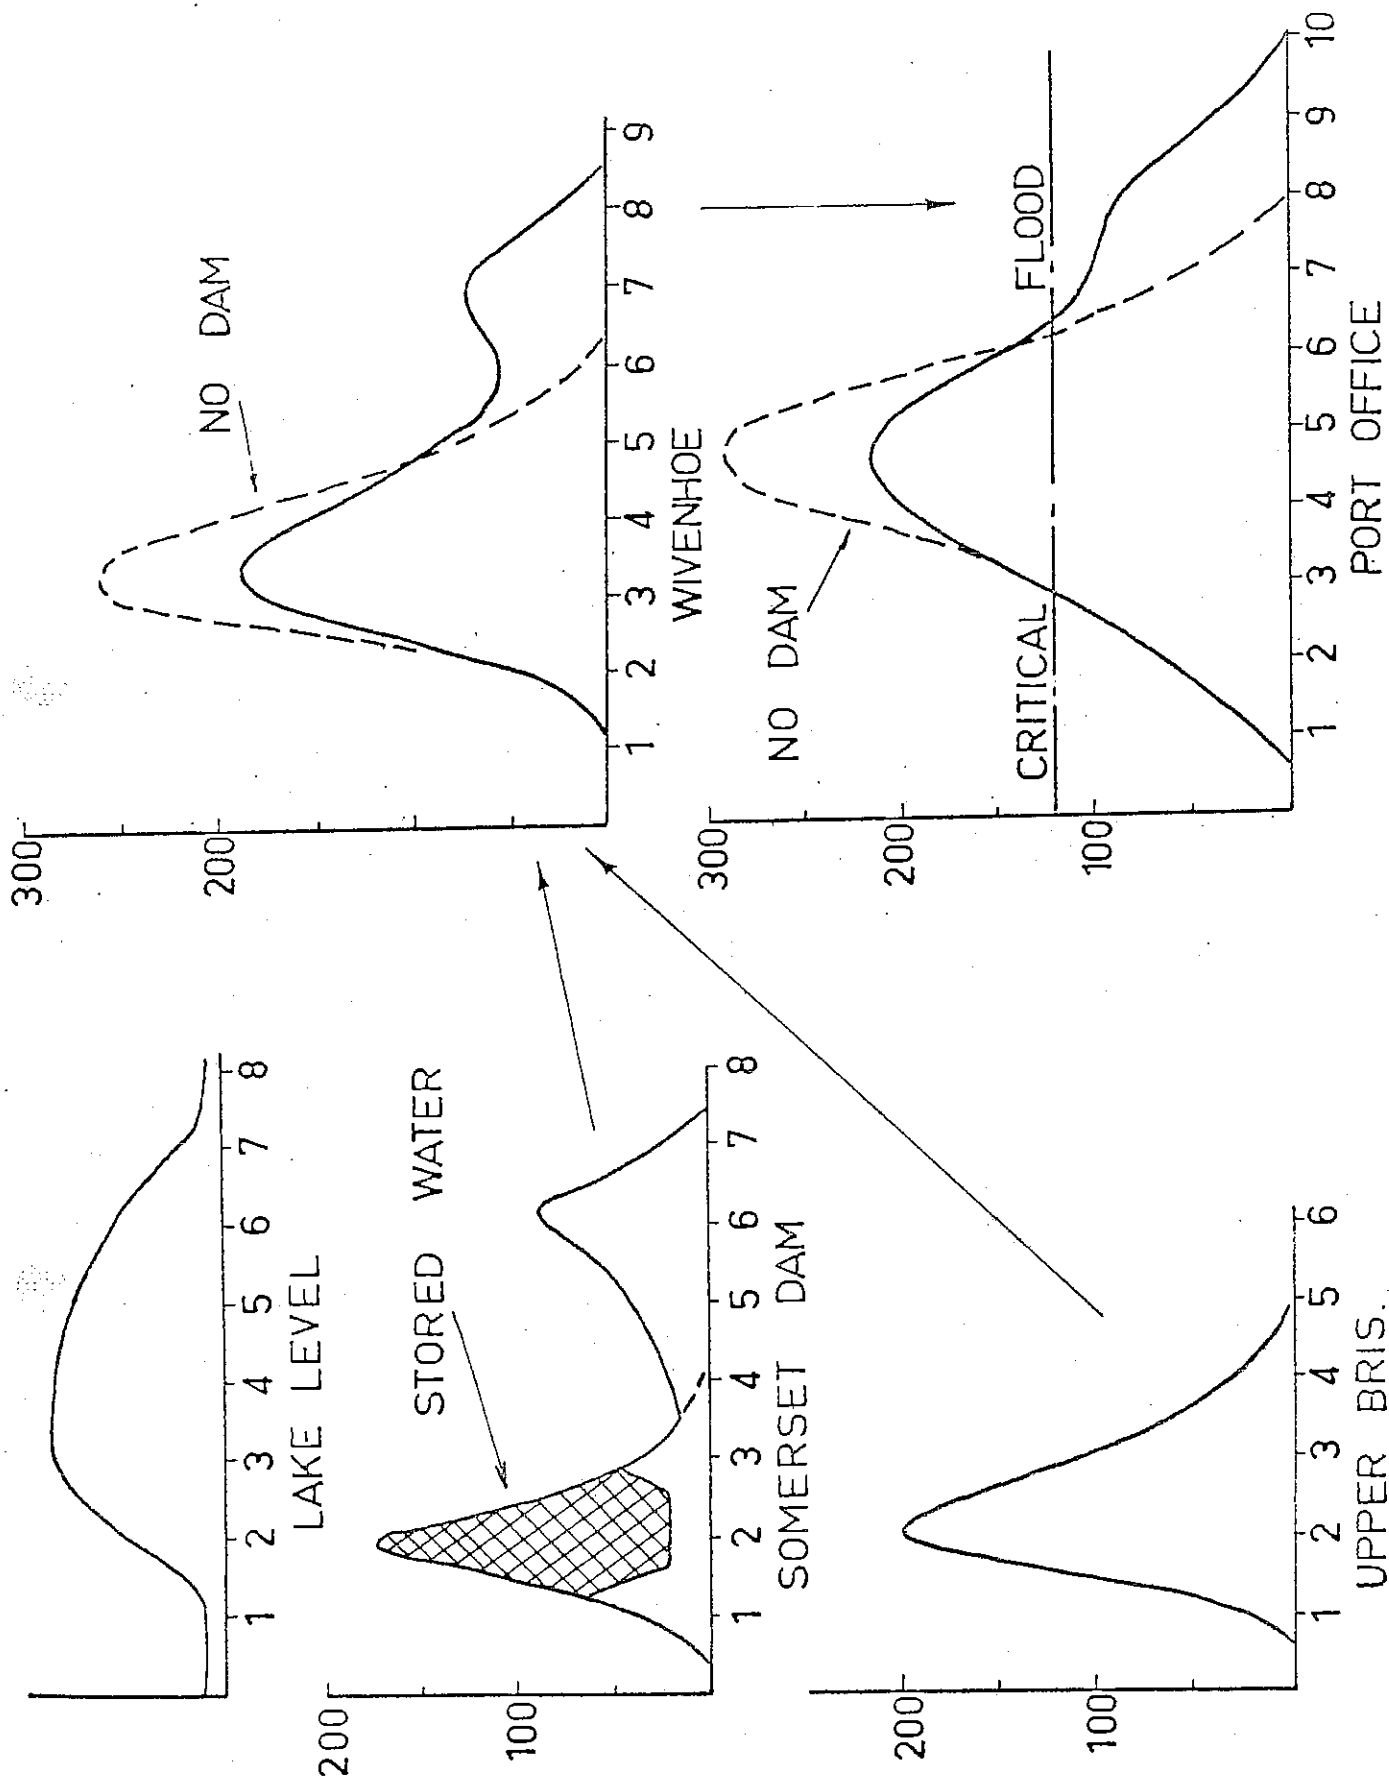 LAKE LEVEL
1 2 3 4 5 6 7 8
200
100
STORED WATER
1 2 3 4 5 6 7 8
SOMERSET DAM
200
100
1 2 3 4 5 6
UPPER BRIS.
300
200
NO DAM
1 2 3 4 5 6 7 8 9
WIVENHOE
300
200
100
NO DAM
CRITICAL FLOOD
1 2 3 4 5 6 7 8 9 10
PORT OFFICE